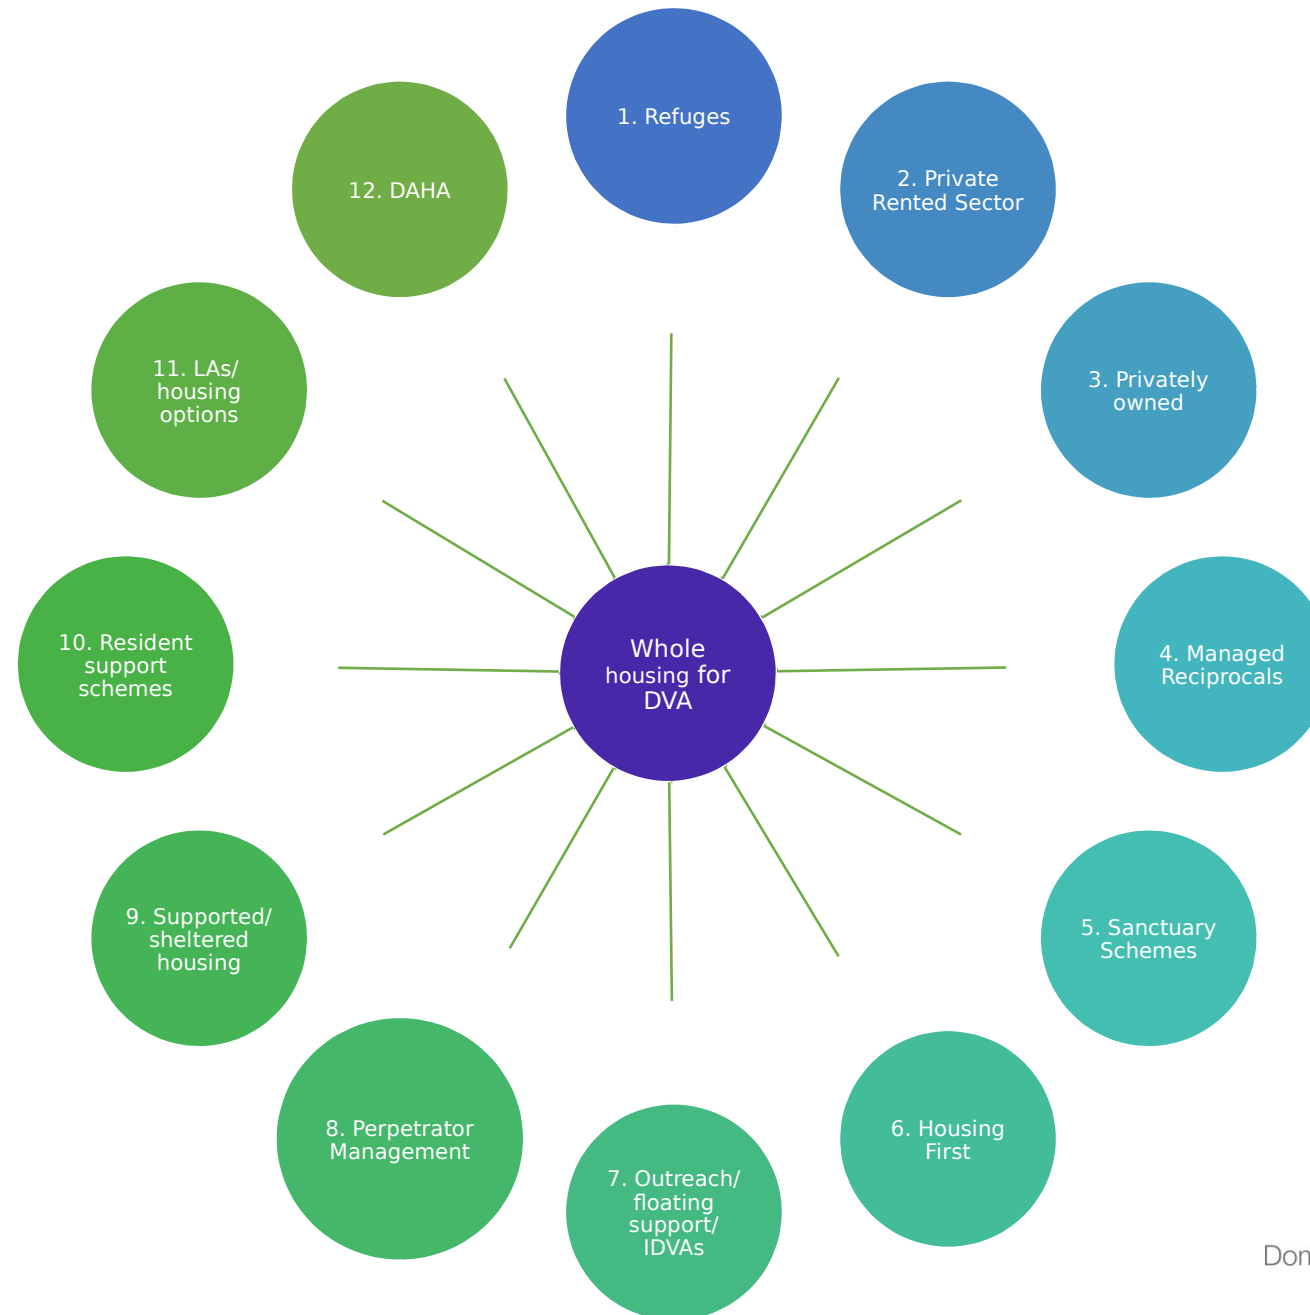 1. Refuges
2. Private
Rented Sector
3. Privately
owned
4. Managed
Reciprocals
5. Sanctuary
Schemes
6. Housing
First
7. Outreach/
floating
support/
IDVAs
8. Perpetrator
Management
9. Supported/
sheltered
housing
10. Resident
support
schemes
11. LAs/
housing
options
12. DAHA
Whole
housing for
DVA